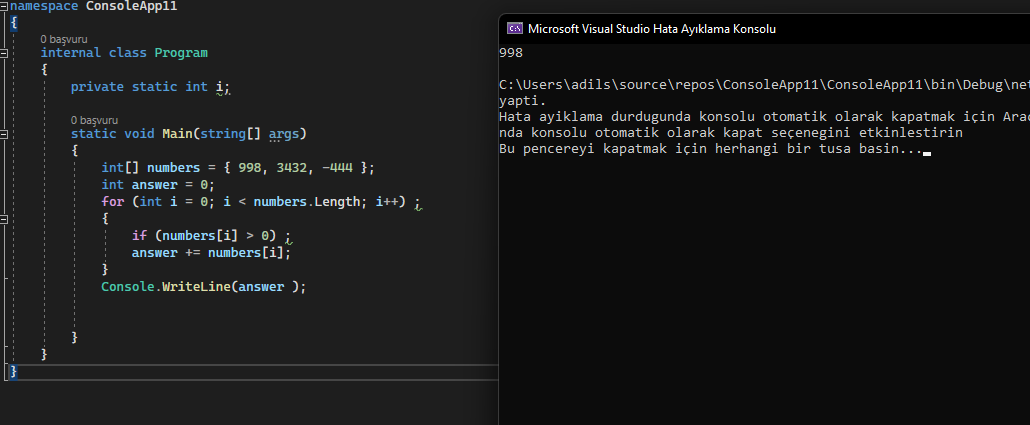 namespace ConsoleApp11
{
0 başvuru
internal class Program
{
private static int i;
0 başvuru
static void Main(string[] args)
{
int[] numbers = { 998, 3432, -444 };
int answer = 0;
for (int i = 0; i < numbers.Length; i++) ;
{
if (numbers[i] > 0) ;
answer += numbers[i];
}
Console.WriteLine(answer );
}
}
}
Microsoft Visual Studio Hata Ayıklama Konsolu
998
C:\Users\adils\source\repos\ConsoleApp11\ConsoleApp11\bin\Debug\net
yapti.
Hata ayiklama durdugunda konsolu otomatik olarak kapatmak için Arac
nda konsolu otomatik olarak kapat seçenegini etkinlestirin
Bu pencereyi kapatmak için herhangi bir tusa basin...